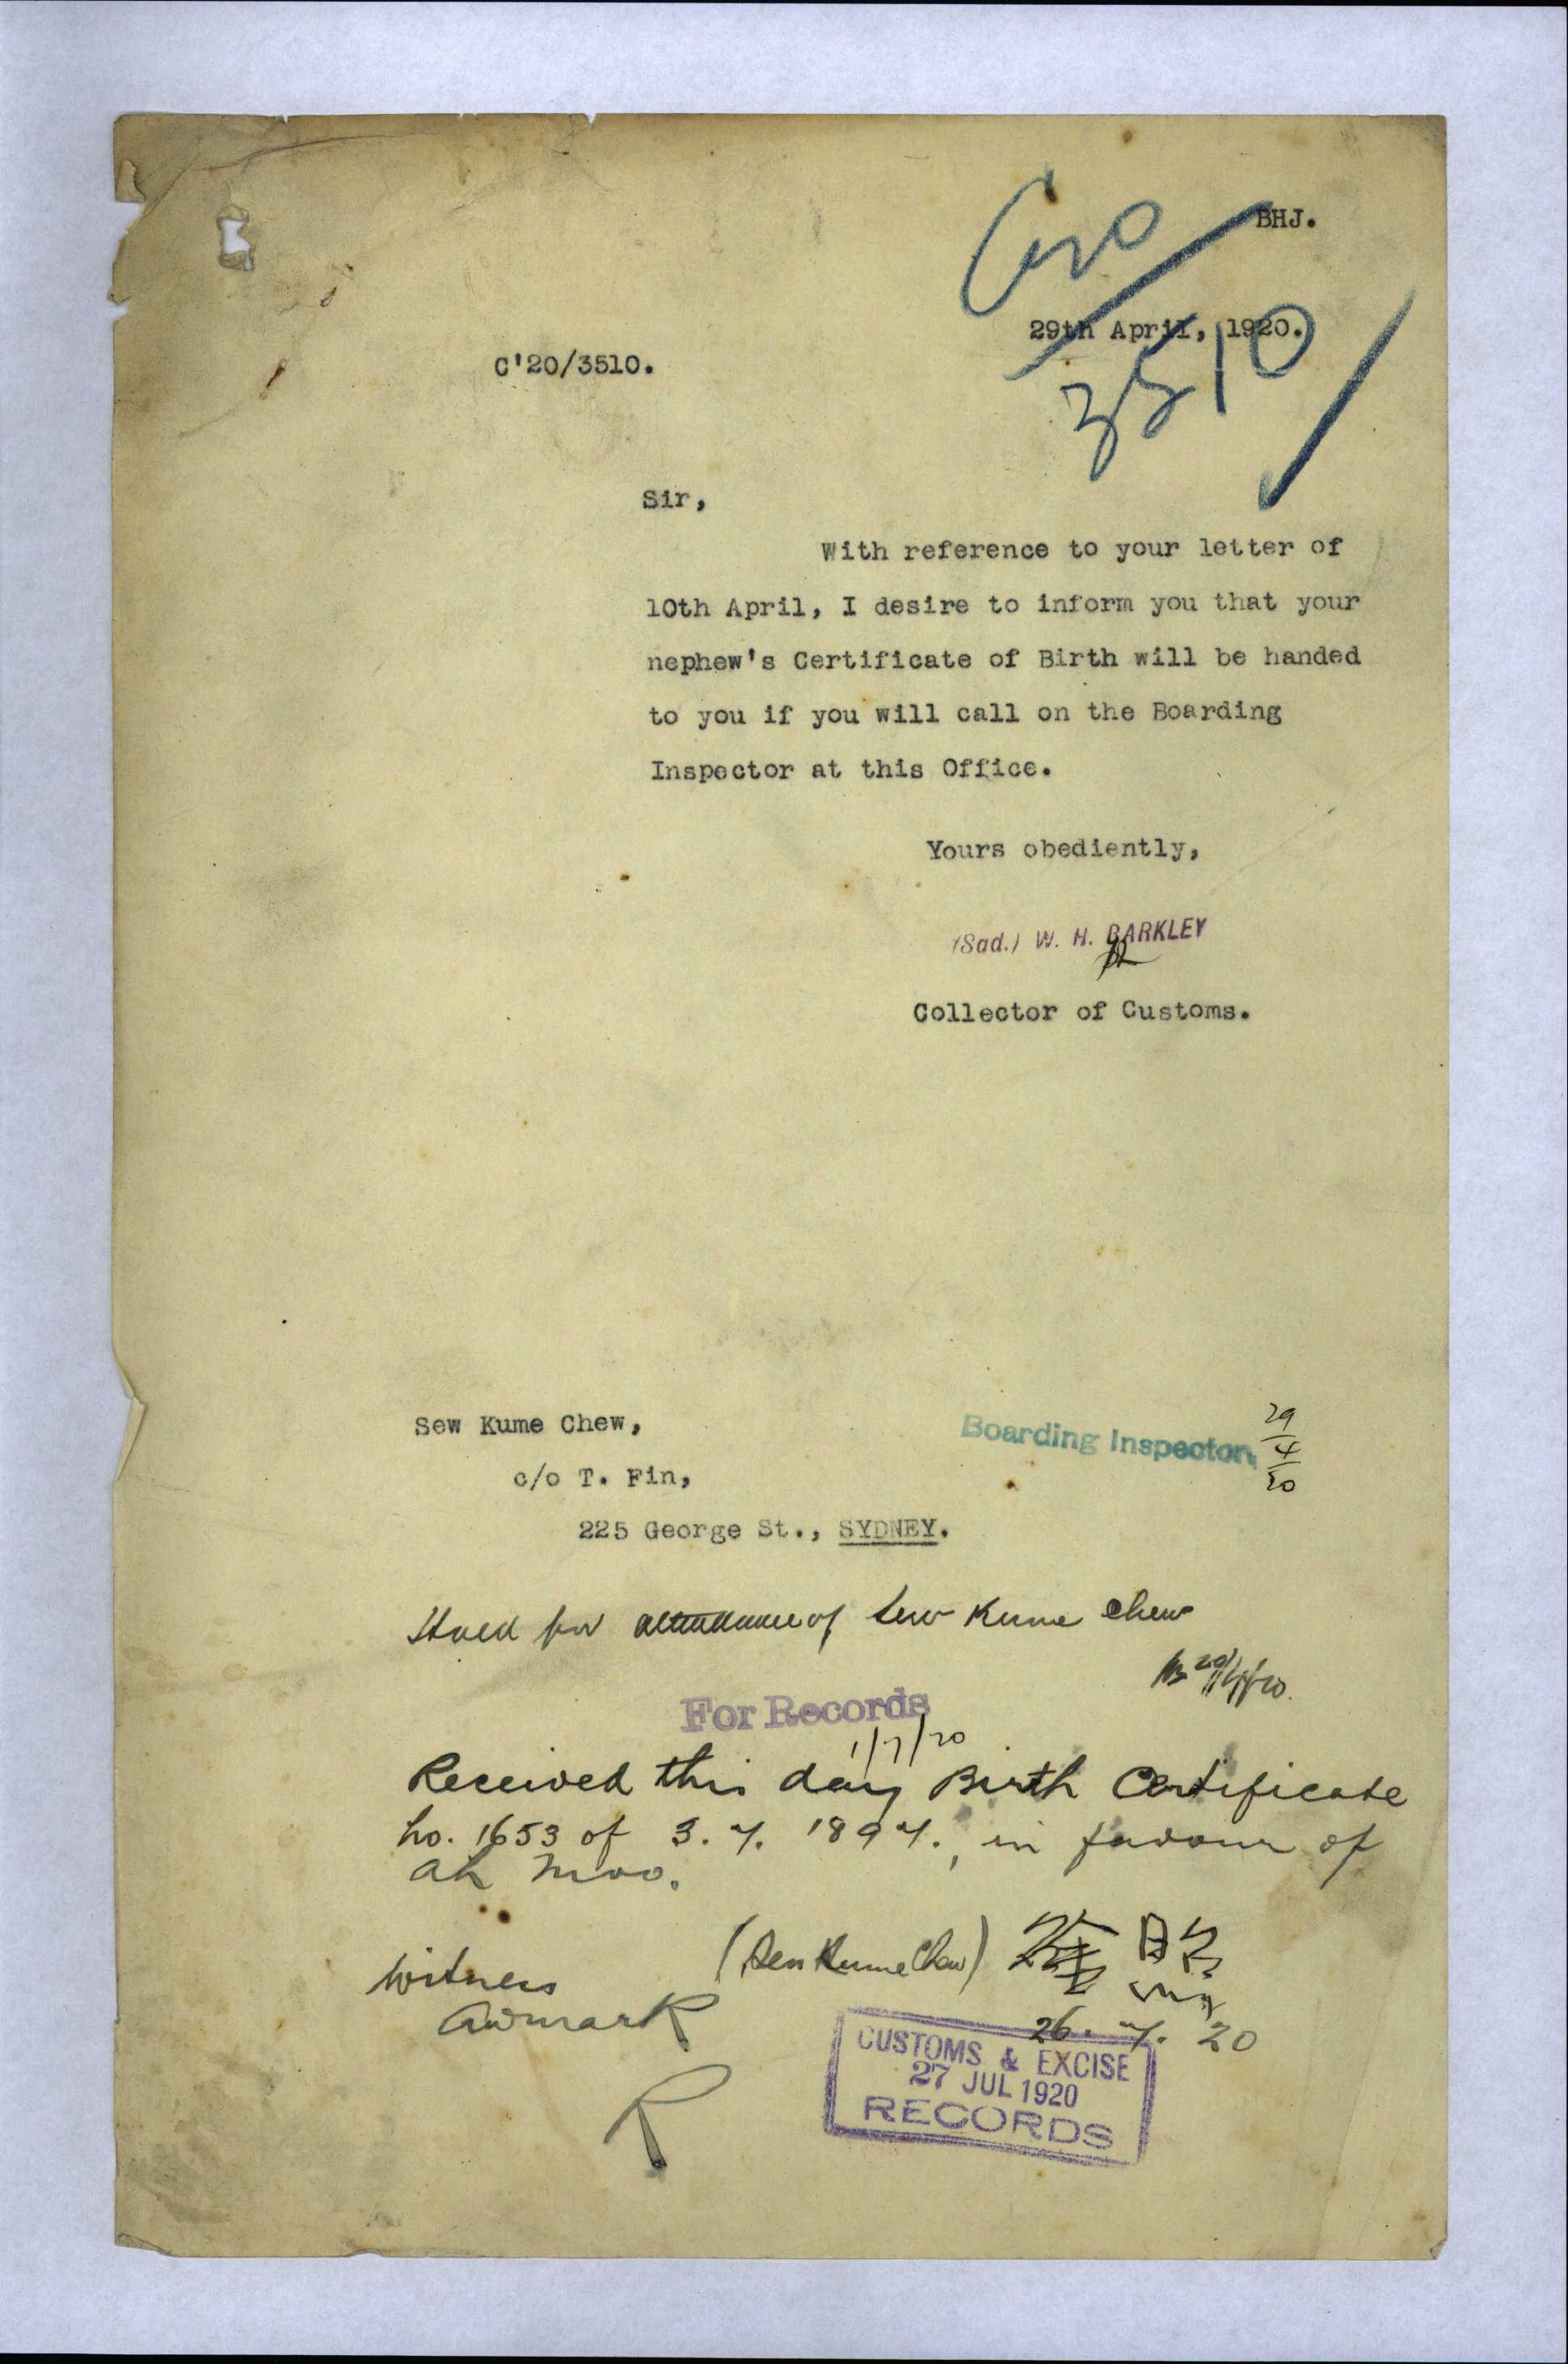 BHJ.
C20
3510
29th April, 1920.
C'20/3510.
Sir,
With reference to your letter of
10th April, I desire to inform you that your
nephew's Certificate of Birth will be handed
to you if you will call on the Boarding
Inspector at this Office.
Yours obediently,
(Sgd.) W. H. BARKLEY
Collector of Customs.
Sew Kume Chew,
c/o T. Fin,
225 George St., SYDNEY.
Boarding Inspector.
29/4/20
for attendance of Sew Kume Chew
29/4/20.
For Records
1/7/20
Received this day Birth Certificate
No. 1653 of 3.7.1897., in favour of
Ah Moo.
(Sew Kume Chew)
26.7.20
Witness
CUSTOMS & EXCISE
27 JUL 1920
RECORDS
R